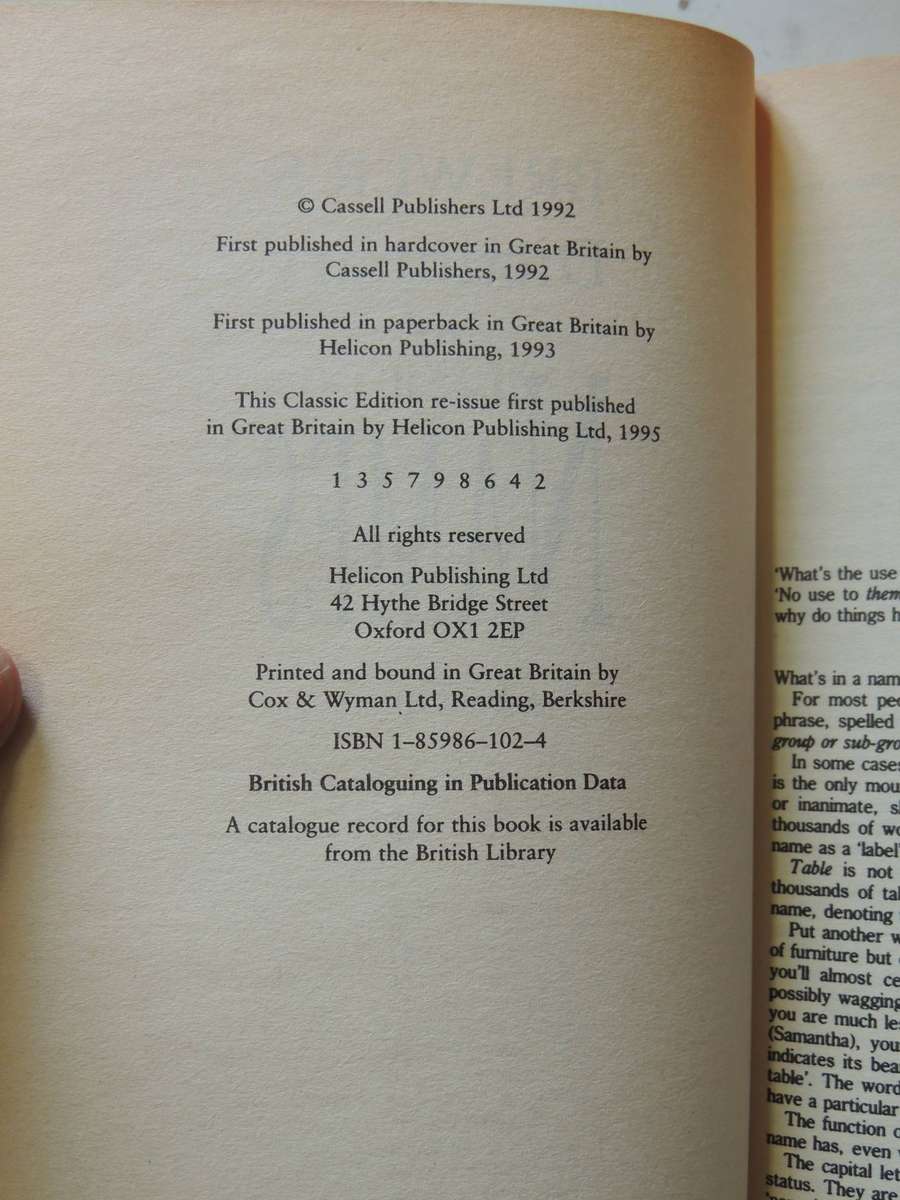 © Cassell Publishers Ltd 1992
First published in hardcover in Great Britain by
Cassell Publishers, 1992
First published in paperback in Great Britain by
Helicon Publishing, 1993
This Classic Edition re-issue first published
in Great Britain by Helicon Publishing Ltd, 1995
1 3 5 7 9 8 6 4 2
All rights reserved
Helicon Publishing Ltd
42 Hythe Bridge Street
Oxford OX1 2EP
Printed and bound in Great Britain by
Cox & Wyman Ltd, Reading, Berkshire
ISBN 1–85986–102–4
British Cataloguing in Publication Data
A catalogue record for this book is available
from the British Library
'What's the use
'No use to
why do things
What's in a
For most
phrase, spelled
group or
In some cases
is the only
or inanimate,
thousands of
name as a 'label'
Table is not
thousands of
name, denoting
Put another
of furniture but
you'll almost
possibly wagging
you are much
(Samantha), you
indicates its
table'. The word
have a particular
The function
name has, even
The capital
status. They are